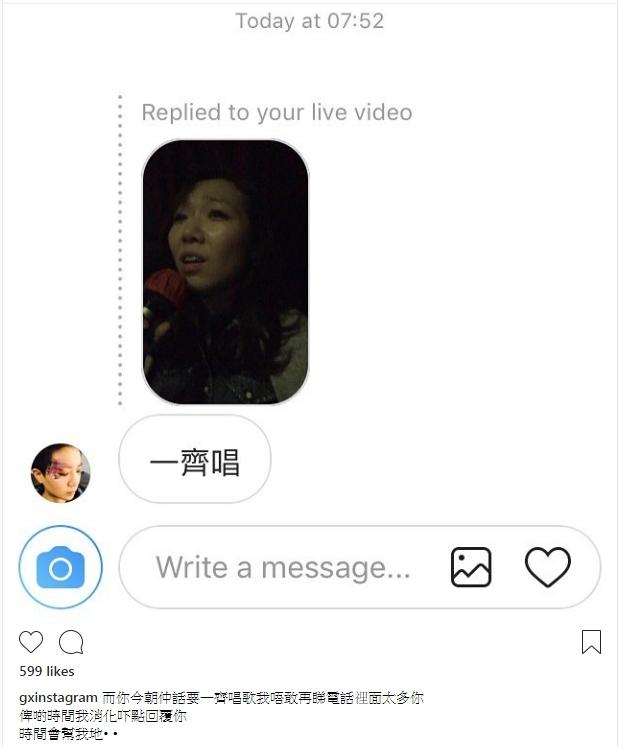 Today at 07:52
Replied to your live video
一齊唱
Write a message...
599 likes
gxinstagram 而你今朝仲話要一齊唱歌我唔敢再睇電話裡面太多你
俾啲時間我消化吓點回覆你
時間會幫我地••